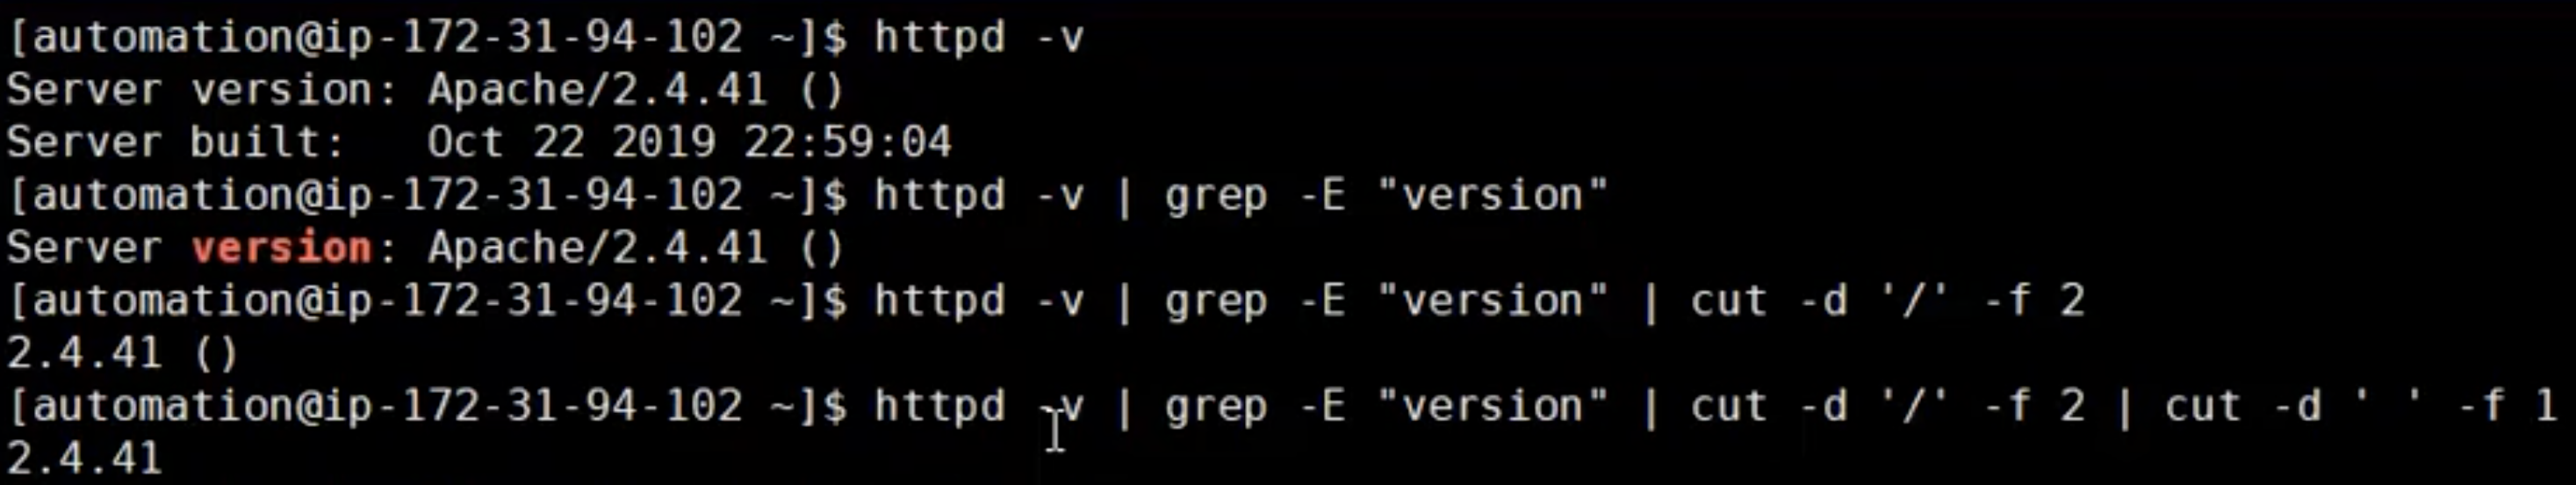 [automation@ip-172-31-94-102 ~]$ httpd -v
Server version: Apache/2.4.41 ()
Server built:   Oct 22 2019 22:59:04
[automation@ip-172-31-94-102 ~]$ httpd -v | grep -E "version"
Server version: Apache/2.4.41 ()
[automation@ip-172-31-94-102 ~]$ httpd -v | grep -E "version" | cut -d '/' -f 2
2.4.41 ()
[automation@ip-172-31-94-102 ~]$ httpd -v | grep -E "version" | cut -d '/' -f 2 | cut -d ' ' -f 1
2.4.41